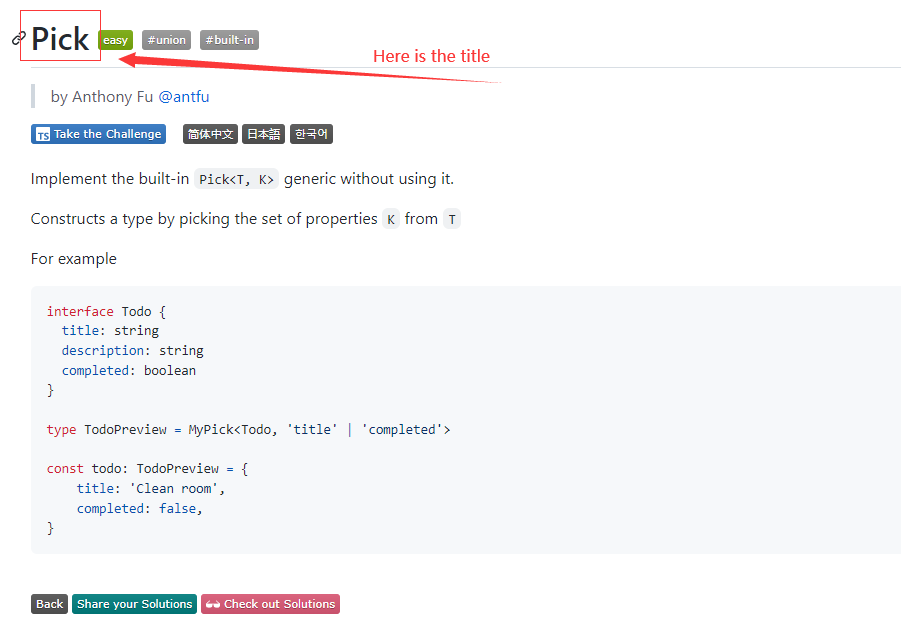 Pick easy #union #built-in
Here is the title
by Anthony Fu @antfu
TS Take the Challenge 简体中文 日本語 한국어
Implement the built-in Pick<T, K> generic without using it.
Constructs a type by picking the set of properties K from T
For example
interface Todo {
  title: string
  description: string
  completed: boolean
}
type TodoPreview = MyPick<Todo, 'title' | 'completed'>
const todo: TodoPreview = {
    title: 'Clean room',
    completed: false,
}
Back Share your Solutions Check out Solutions